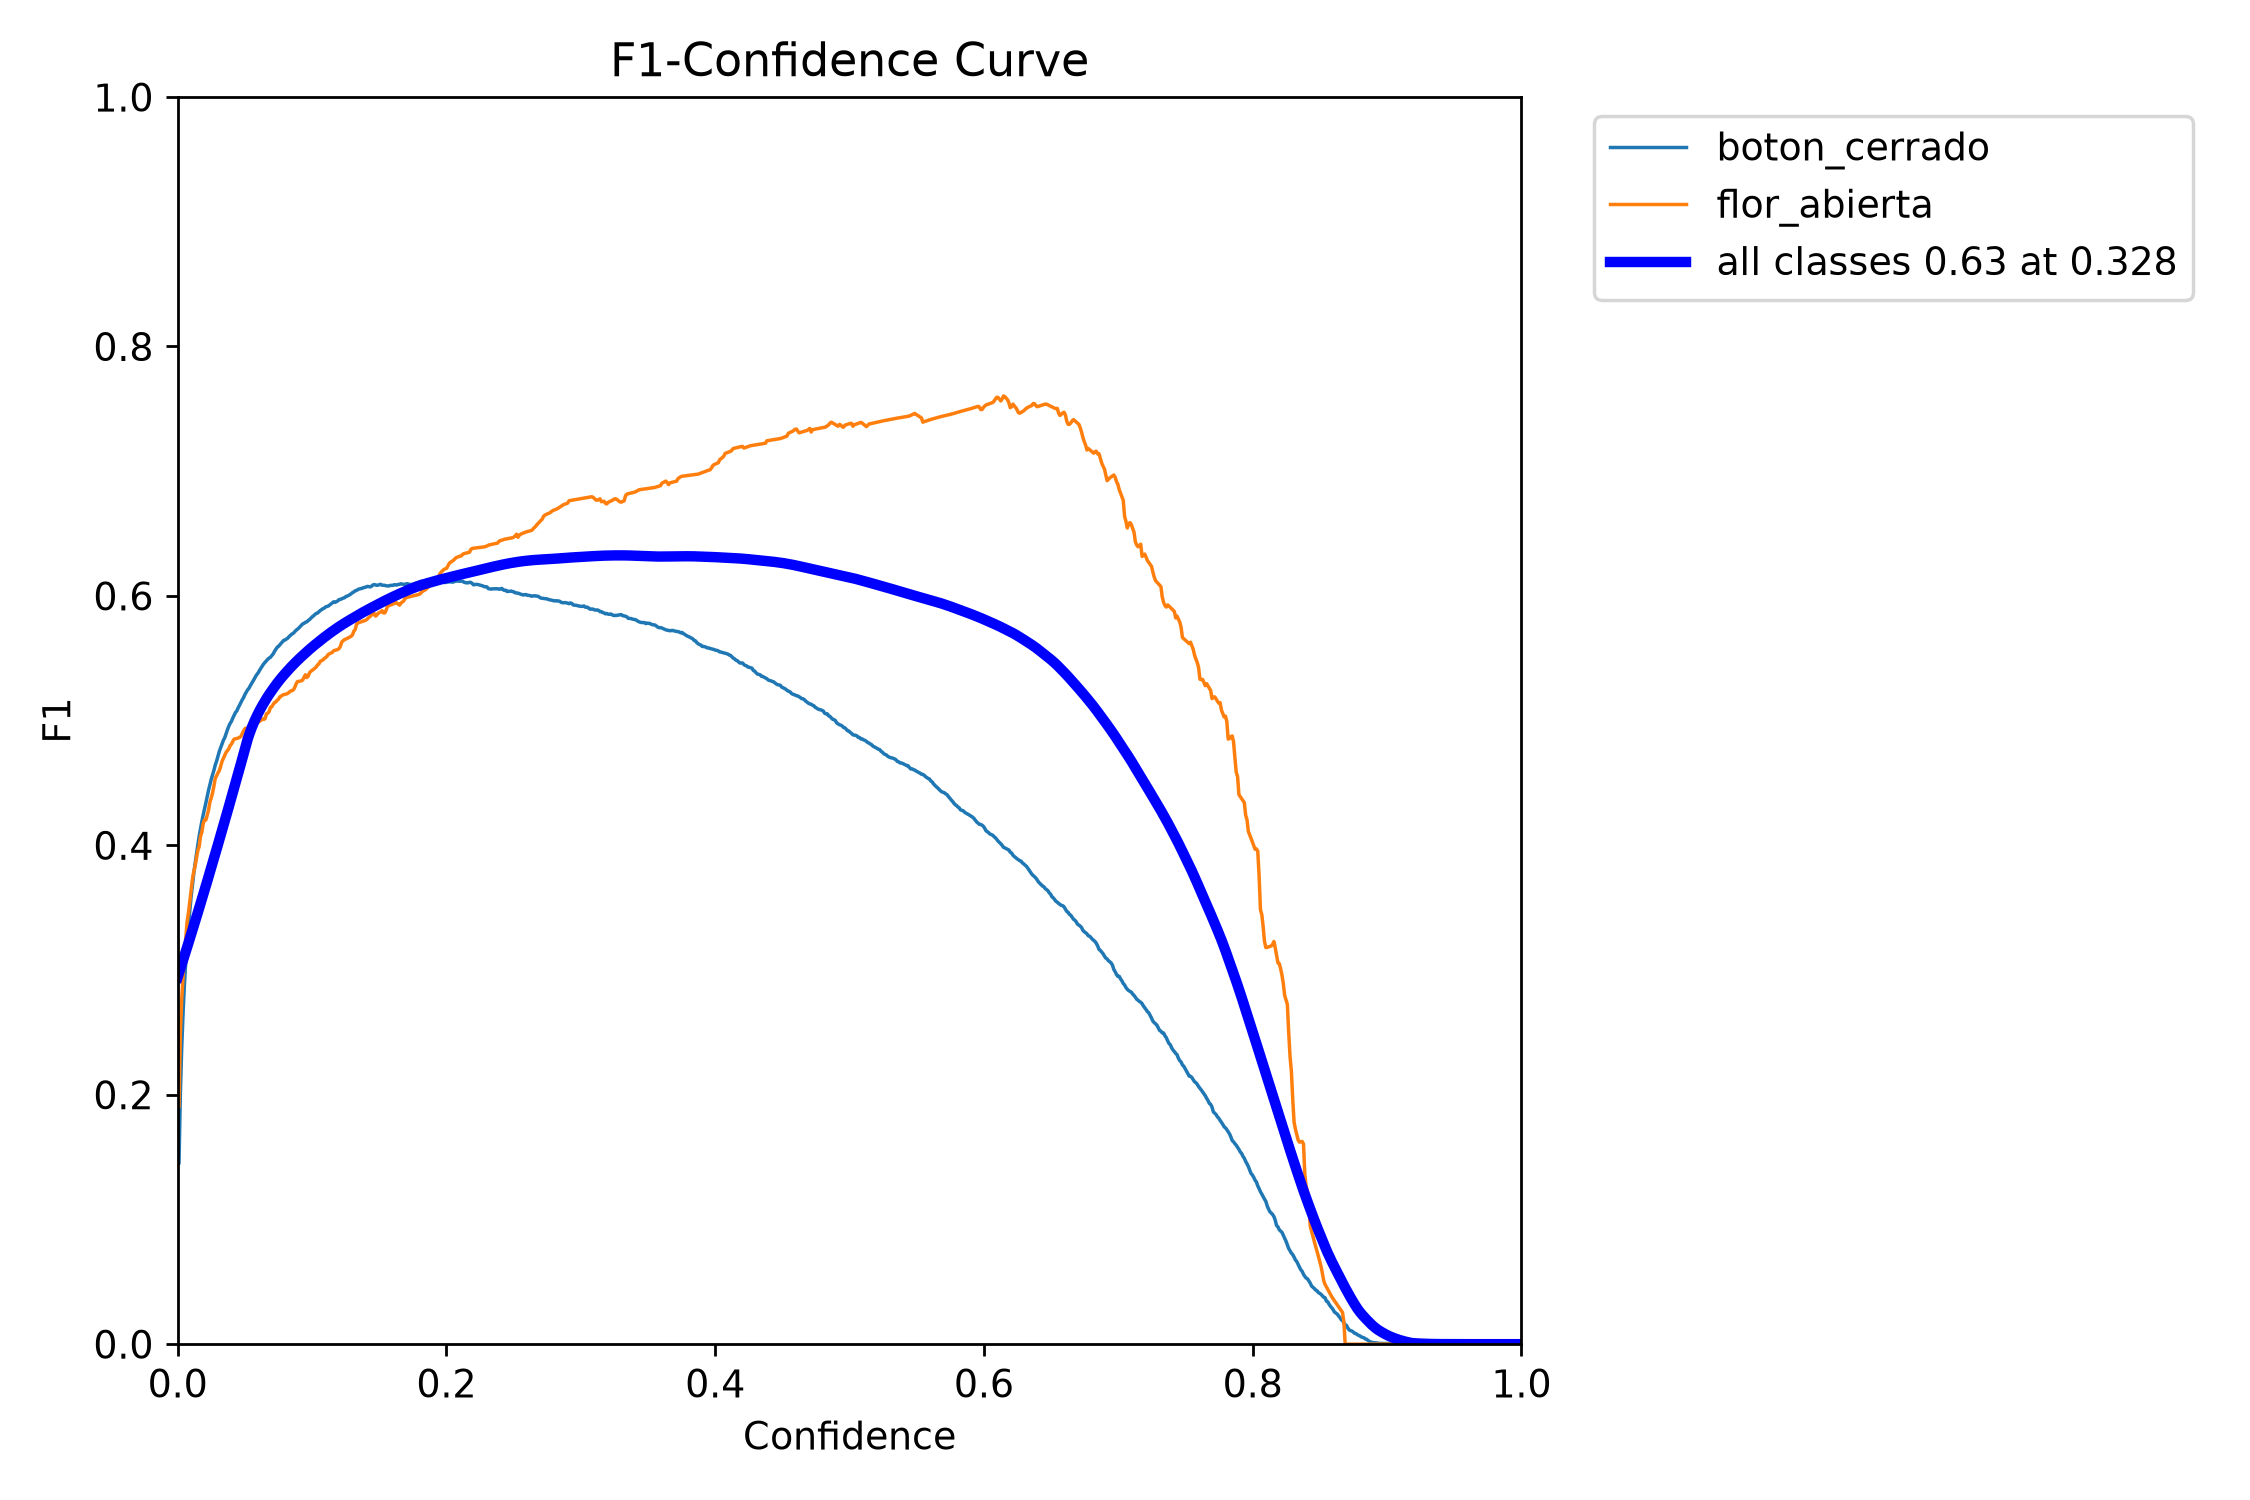 F1-Confidence Curve
boton_cerrado
flor_abierta
all classes 0.63 at 0.328
F1
1.0
0.8
0.6
0.4
0.2
0.0
0.0 0.2 0.4 0.6 0.8 1.0
Confidence